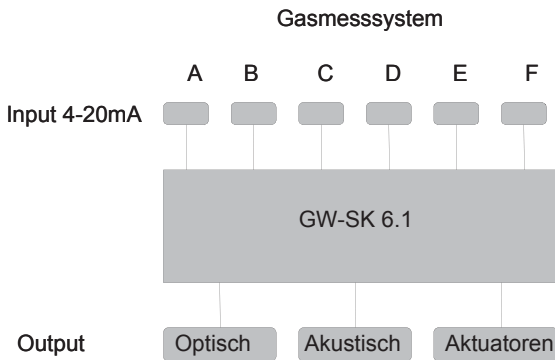 Gasmesssystem
A B C D E F
Input 4-20mA
GW-SK 6.1
Output Optisch Akustisch Aktuatoren